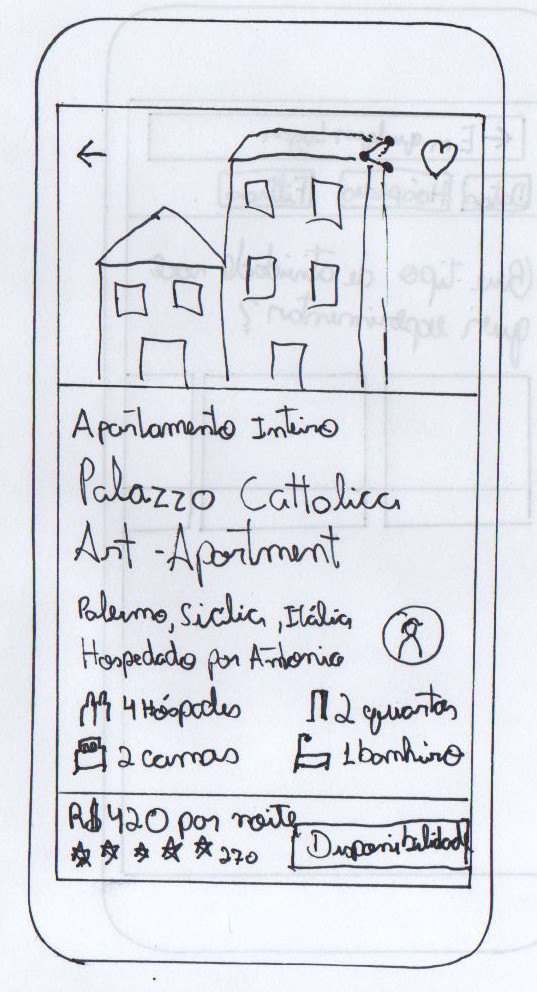 Apartamento Inteiro
Palazzo Cattolica
Art - Apartment
Palermo, Sicília, Itália
Hospedado por Antonio
4 Hóspedes 2 quartos
2 camas 1 banheiro
R$ 420 por noite
270 Disponibilidade